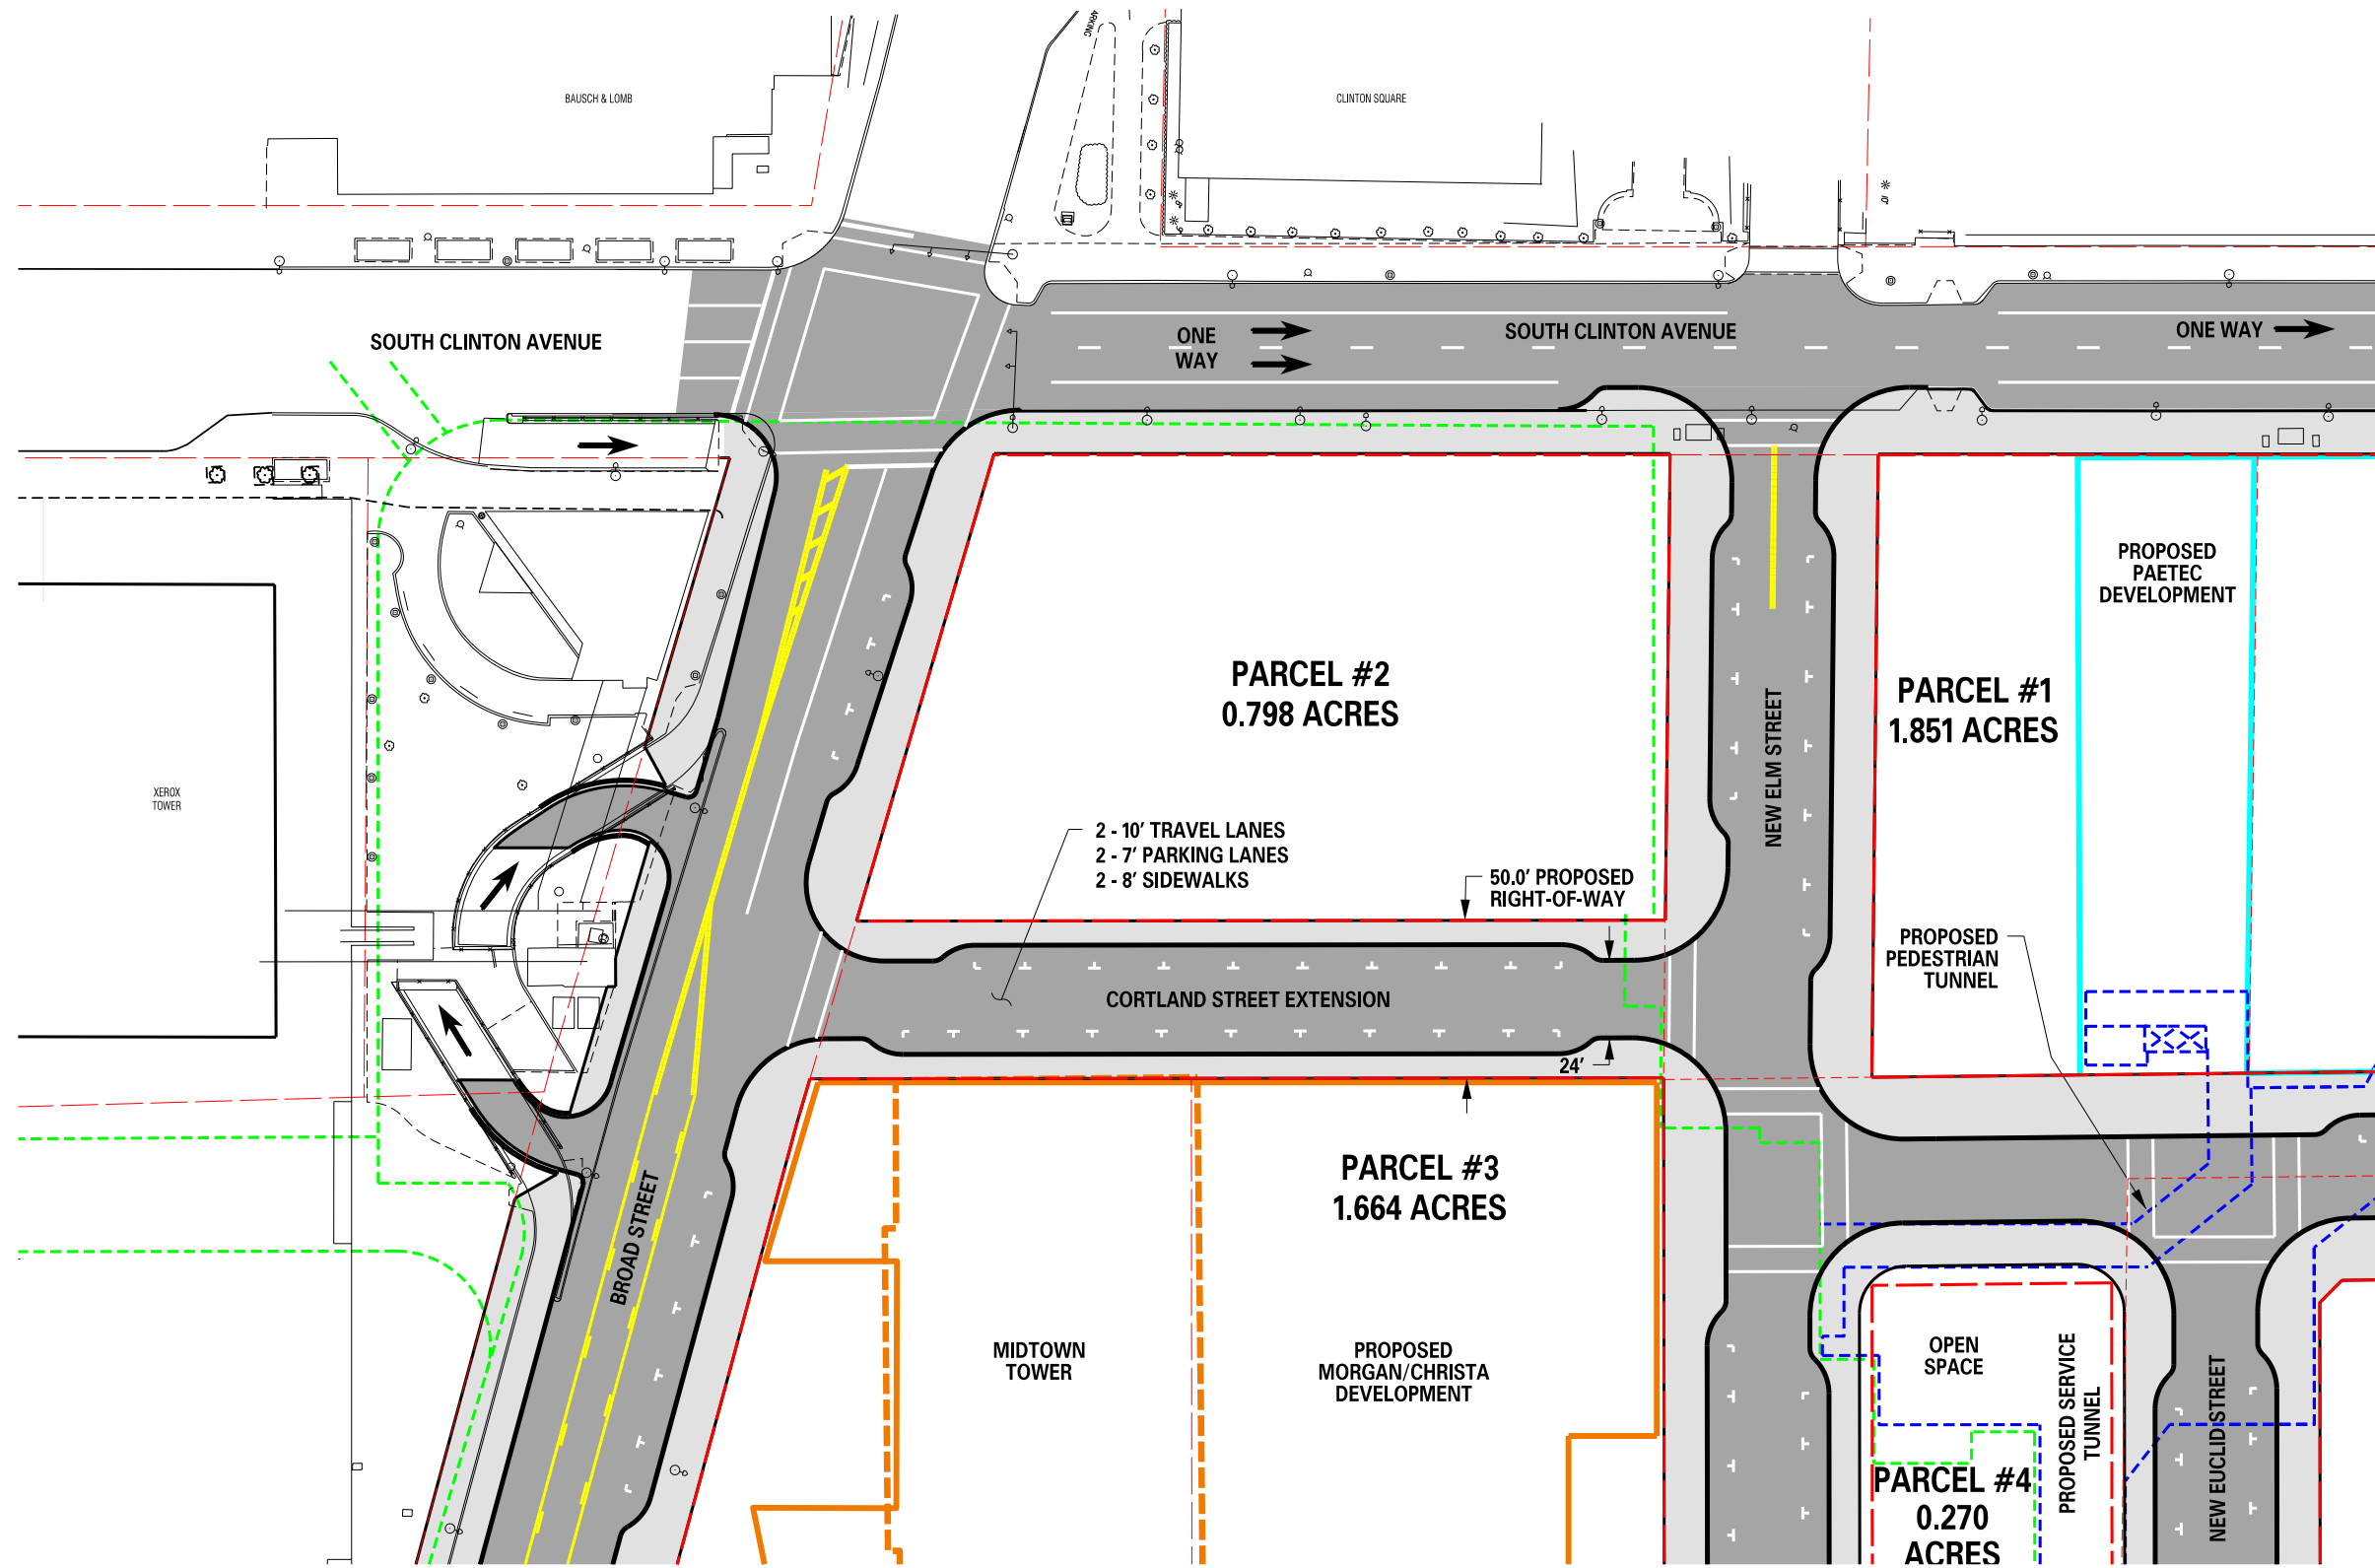 ARKING
BAUSCH & LOMB
CLINTON SQUARE
SOUTH CLINTON AVENUE
ONE
WAY
SOUTH CLINTON AVENUE
ONE WAY
PROPOSED
PAETEC
DEVELOPMENT
PARCEL #2
0.798 ACRES
NEW ELM STREET
PARCEL #1
1.851 ACRES
XEROX
TOWER
2 - 10' TRAVEL LANES
2 - 7' PARKING LANES
2 - 8' SIDEWALKS
50.0' PROPOSED
RIGHT-OF-WAY
PROPOSED
PEDESTRIAN
TUNNEL
CORTLAND STREET EXTENSION
24'
PARCEL #3
1.664 ACRES
BROAD STREET
MIDTOWN
TOWER
PROPOSED
MORGAN/CHRISTA
DEVELOPMENT
OPEN
SPACE
PROPOSED SERVICE
TUNNEL
NEW EUCLID STREET
PARCEL #4
0.270
ACRES